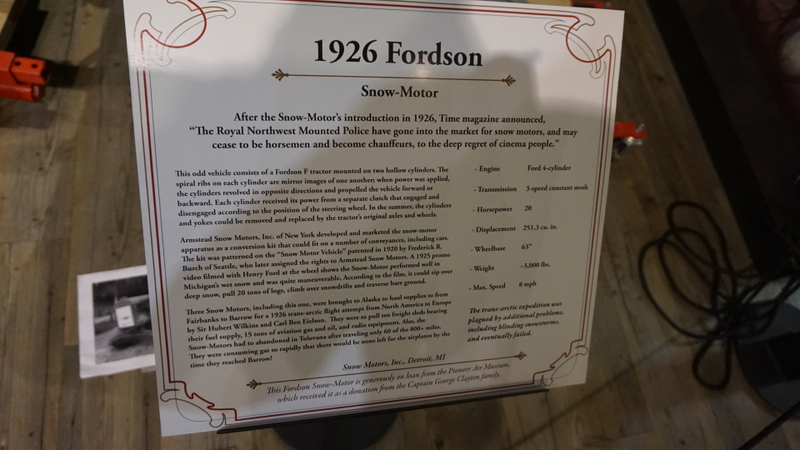 1926 Fordson
Snow-Motor
After the Snow-Motor's introduction in 1926, Time magazine announced,
"The Royal Northwest Mounted Police have gone into the market for snow motors, and may
cease to be horsemen and become chauffeurs, to the deep regret of cinema people."
This odd vehicle consists of a Fordson F tractor mounted on two hollow cylinders. The
spiral ribs on each cylinder are mirror images of one another; when power was applied,
the cylinders revolved in opposite directions and propelled the vehicle forward or
backward. Each cylinder received its power from a separate clutch that engaged and
disengaged according to the position of the steering wheel. In the summer, the cylinders
and yokes could be removed and replaced by the tractor's original axles and wheels.
Armstead Snow Motors, Inc. of New York developed and marketed the snow-motor
apparatus as a conversion kit that could fit on a number of conveyances, including cars.
The kit was patterned on the "Snow Motor Vehicle" patented in 1920 by Frederick R.
Burch of Seattle, who later assigned the rights to Armstead Snow Motors. A 1925 promo
video filmed with Henry Ford at the wheel shows the Snow-Motor performed well in
Michigan's wet snow and was quite maneuverable. According to the film, it could sip over
deep snow, pull 20 tons of logs, climb over snowdrifts and traverse bare ground.
Three Snow Motors, including this one, were brought to Alaska to haul supplies from
Fairbanks to Barrow for a 1926 trans-arctic flight attempt from North America to Europe
by Sir Hubert Wilkins and Carl Ben Eielson. They were to pull ten freight sleds bearing
their fuel supply, 15 tons of aviation gas and oil, and radio equipment. Alas, the
Snow-Motors had to abandoned in Tolovana after traveling only 60 of the 800+ miles.
They were consuming gas so rapidly that there would be none left for the airplanes by the
time they reached Barrow!
- Engine Ford 4-cylinder
- Transmission 3-speed constant mesh
- Horsepower 20
- Displacement 251.3 cu. in.
- Wheelbase 63"
- Weight ~3,000 lbs.
- Max. Speed 8 mph
The trans-arctic expedition was
plagued by additional problems,
including blinding snowstorms,
and eventually failed.
Snow Motors, Inc., Detroit, MI
This Fordson Snow-Motor is generously on loan from the Pioneer Air Museum,
which received it as a donation from the Captain George Clayton family.